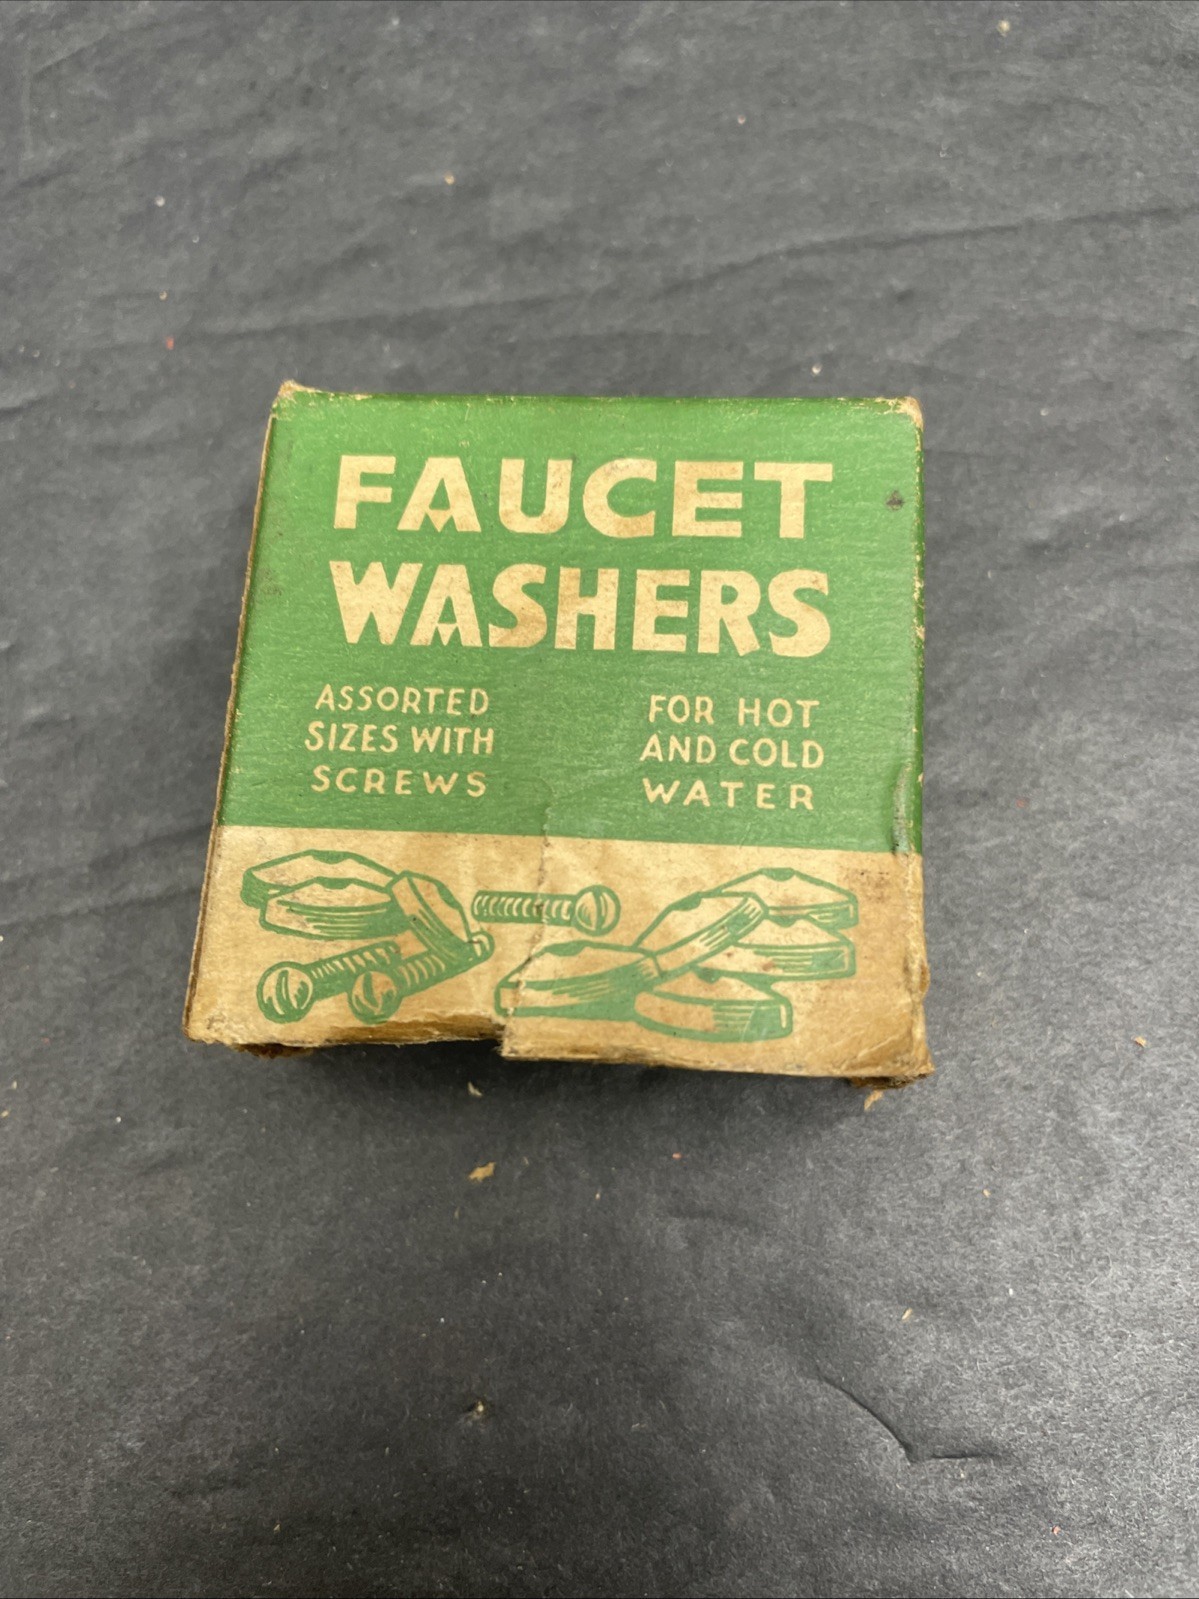 FAUCET
WASHERS
ASSORTED
SIZES WITH
SCREWS
FOR HOT
AND COLD
WATER